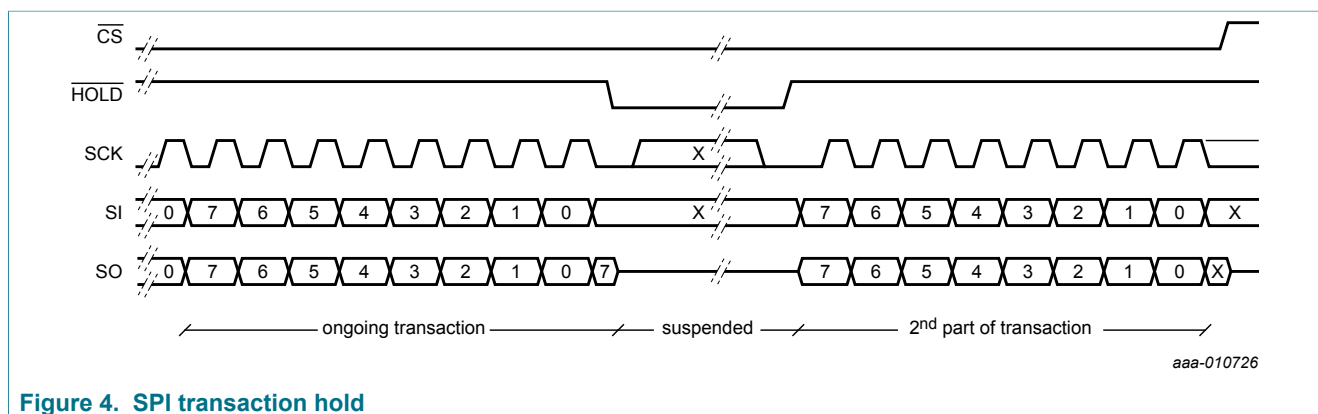 CS
HOLD
SCK X
SI 0 7 6 5 4 3 2 1 0 X 7 6 5 4 3 2 1 0 X
SO 0 7 6 5 4 3 2 1 0 7 7 6 5 4 3 2 1 0 X
ongoing transaction suspended 2nd part of transaction
aaa-010726
Figure 4. SPI transaction hold